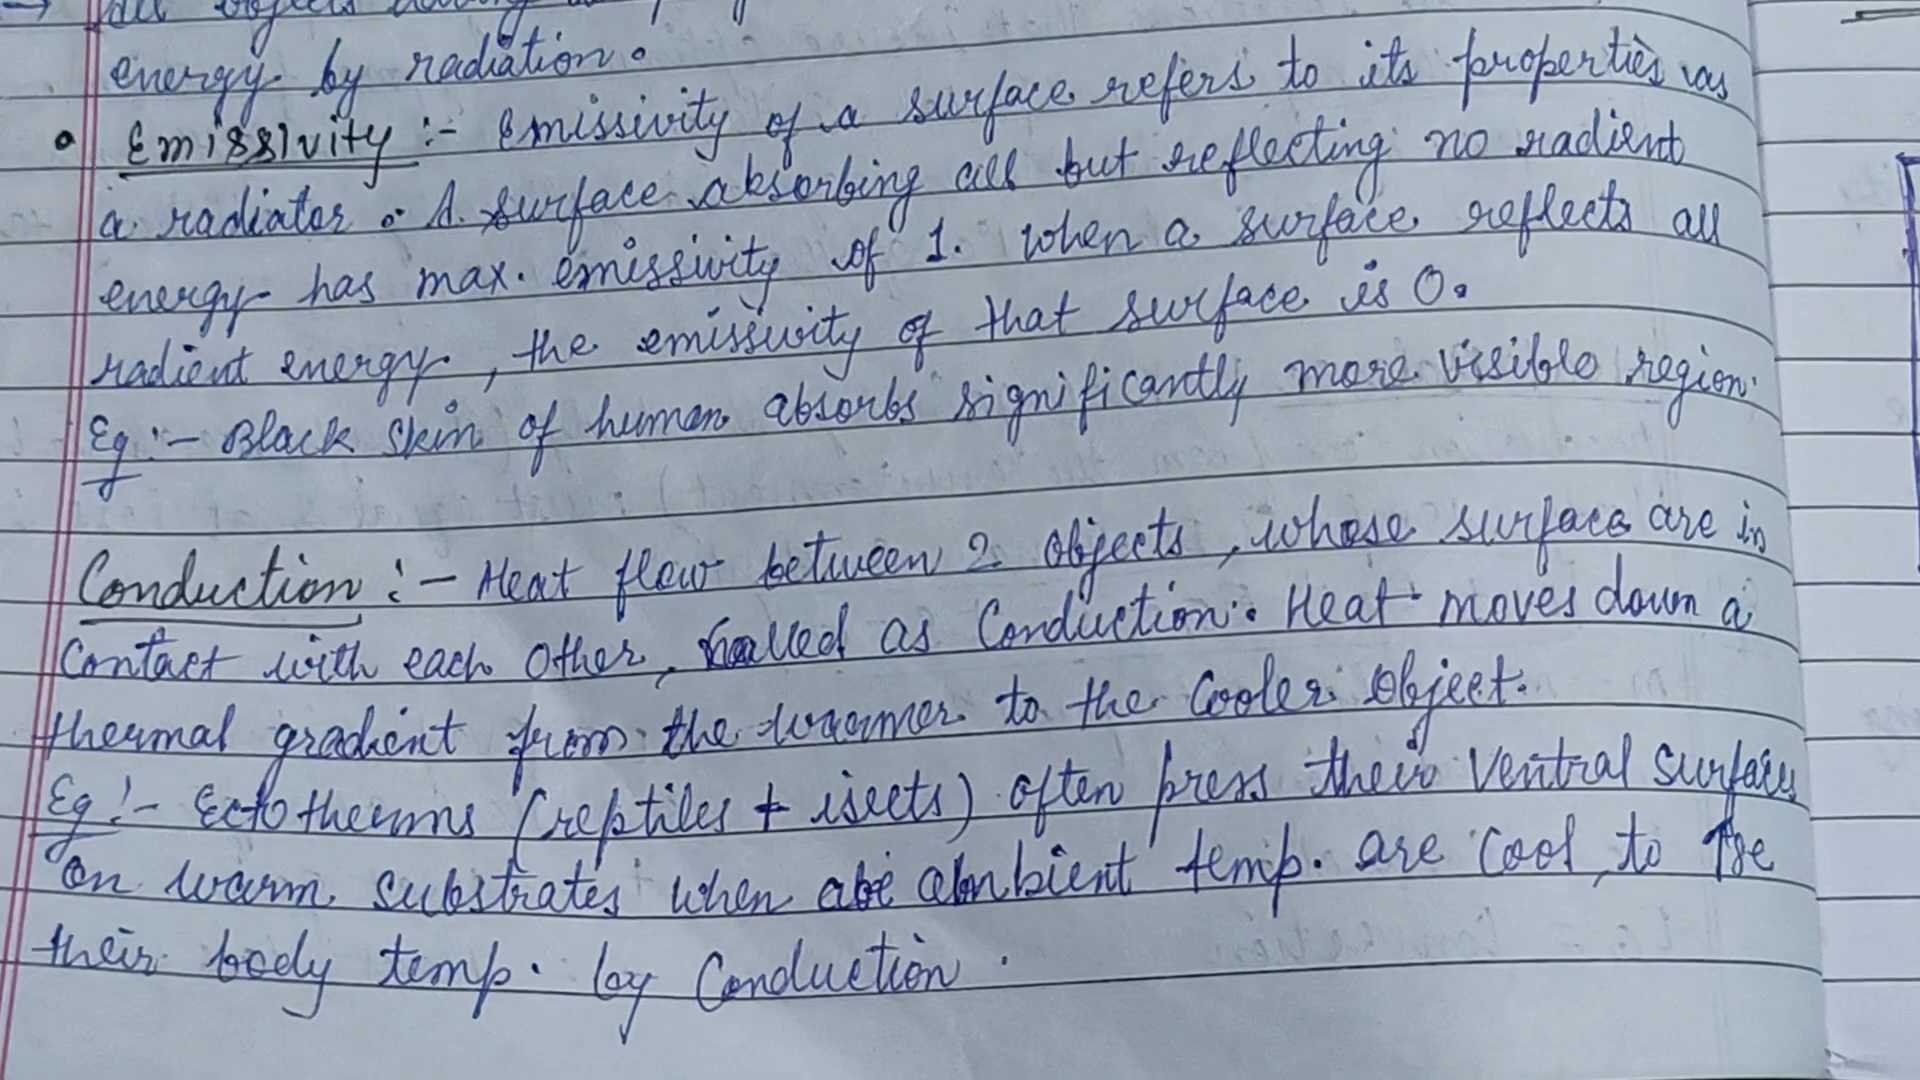 → All objects
energy by radiation.
• Emissivity :- Emissivity of a surface refers to its properties as
a radiator. A surface absorbing all but reflecting no radient
energy has max. emissivity of 1. When a surface reflects all
radient energy, the emissivity of that surface is 0.
Eg :- Black skin of human absorbs significantly more visible region.
Conduction :- Heat flow between 2 objects, whose surface are in
Contact with each other, called as Conduction. Heat moves down a
thermal gradient from the warmer to the cooler object.
Eg :- Ectotherms (reptiles + isects) often press their ventral surfaces
on warm substrates when ambient temp. are cool, to ↑se
their body temp. by Conduction.